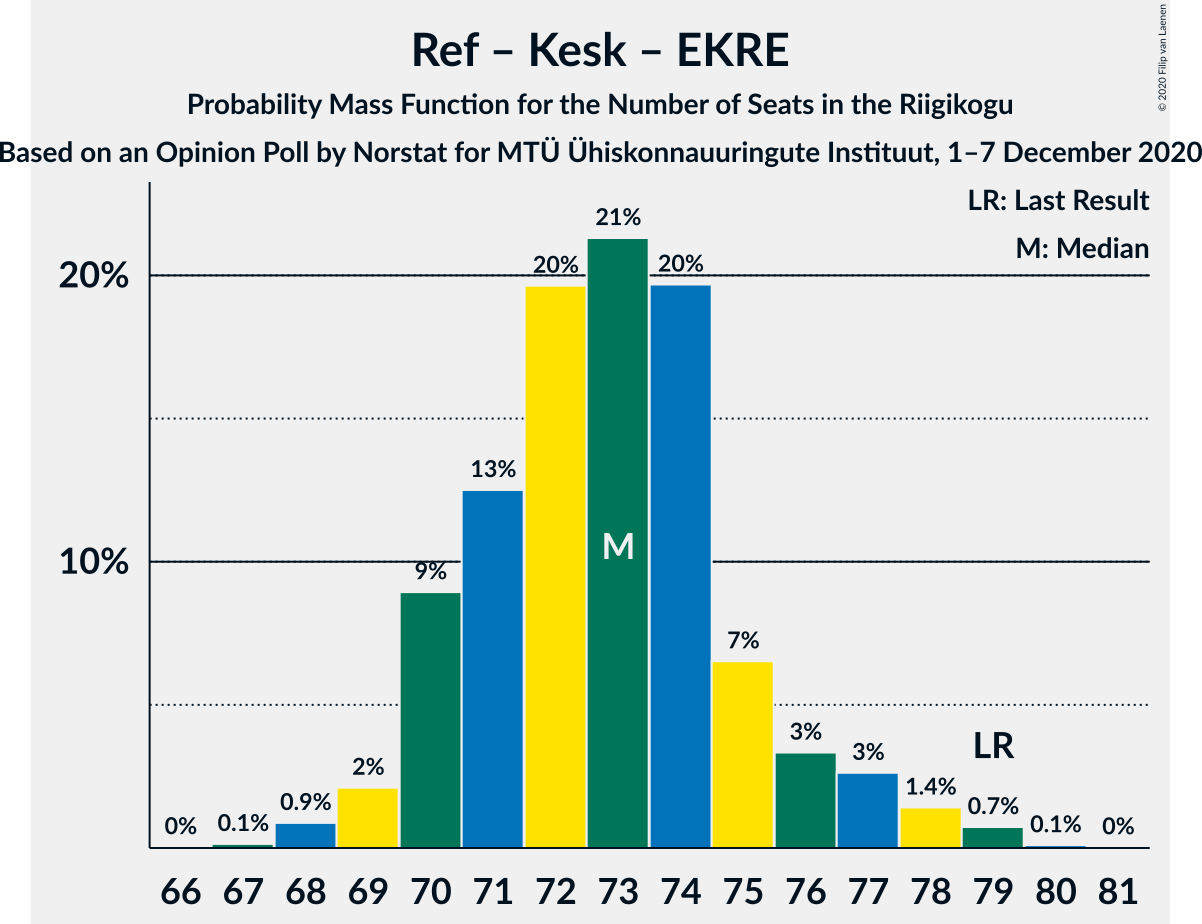 Ref – Kesk – EKRE
Probability Mass Function for the Number of Seats in the Riigikogu
Based on an Opinion Poll by Norstat for MTÜ Ühiskonnauuringute Instituut, 1–7 December 2020
© 2020 Filip van Laenen
LR: Last Result
M: Median
20%
10%
0%
0.1%
0.9%
2%
9%
13%
20%
21%
20%
7%
3%
3%
1.4%
0.7%
0.1%
0%
M
LR
66 67 68 69 70 71 72 73 74 75 76 77 78 79 80 81